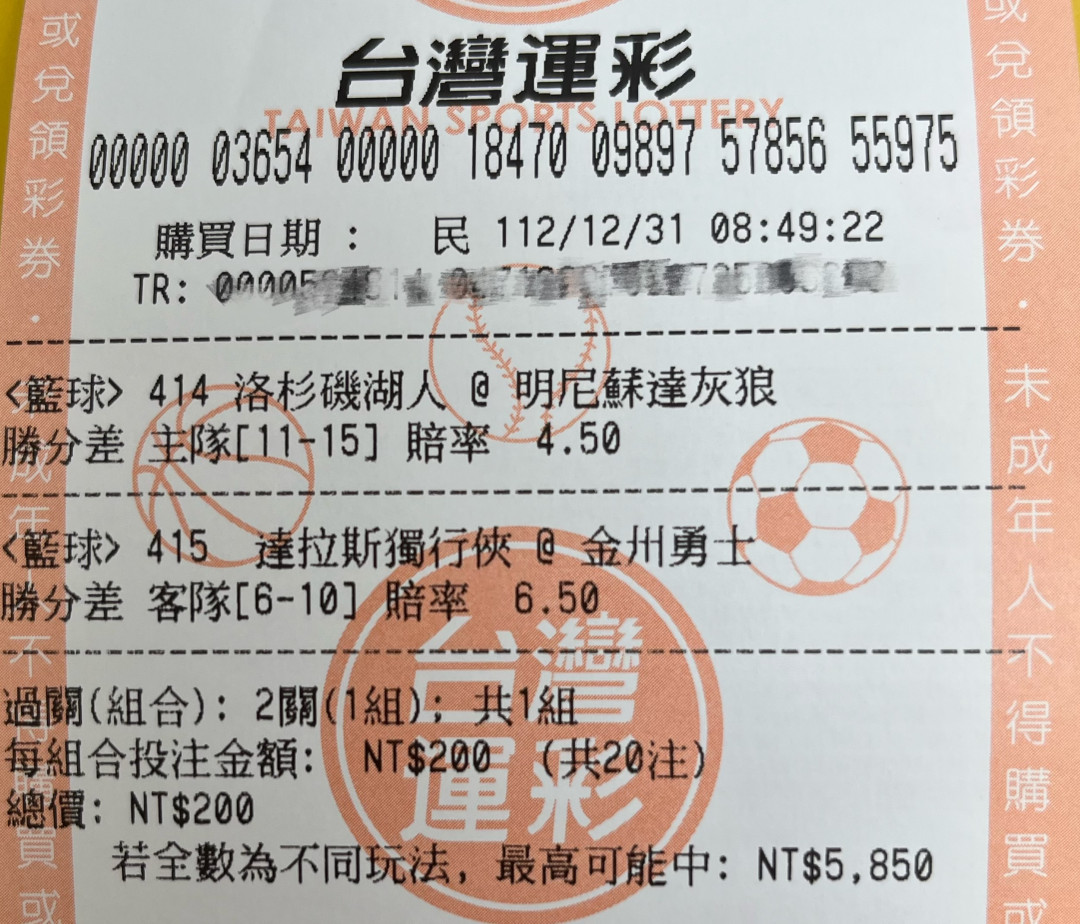 台灣運彩
TAIWAN SPORTS LOTTERY
00000 03654 00000 18470 09897 57856 55975
購買日期： 民 112/12/31 08:49:22
TR:
<籃球> 414 洛杉磯湖人 @ 明尼蘇達灰狼
勝分差 主隊[11-15] 賠率 4.50
<籃球> 415 達拉斯獨行俠 @ 金州勇士
勝分差 客隊[6-10] 賠率 6.50
過關(組合): 2關(1組); 共1組
每組合投注金額: NT$200 (共20注)
總價: NT$200
若全數為不同玩法, 最高可能中: NT$5,850
台灣
運彩
或兌領彩券．
成年
不得購買或
或兌領彩券．未成年人不得購買或